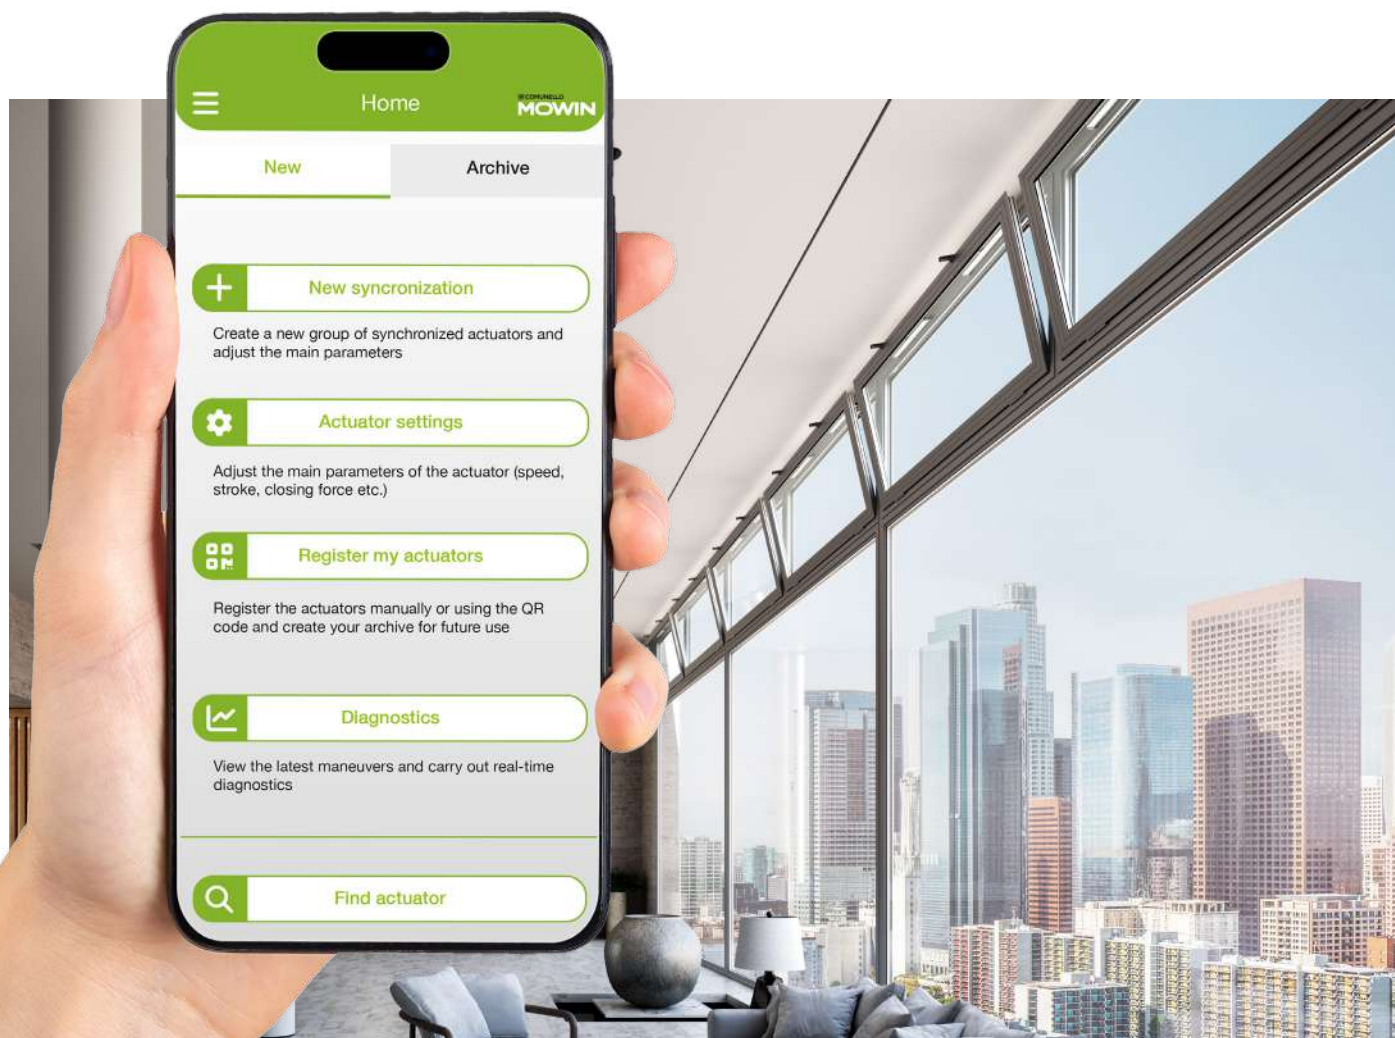 Home
COMUNELLO
MOWIN
New
Archive
New syncronization
Create a new group of synchronized actuators and
adjust the main parameters
Actuator settings
Adjust the main parameters of the actuator (speed,
stroke, closing force etc.)
Register my actuators
Register the actuators manually or using the QR
code and create your archive for future use
Diagnostics
View the latest maneuvers and carry out real-time
diagnostics
Find actuator